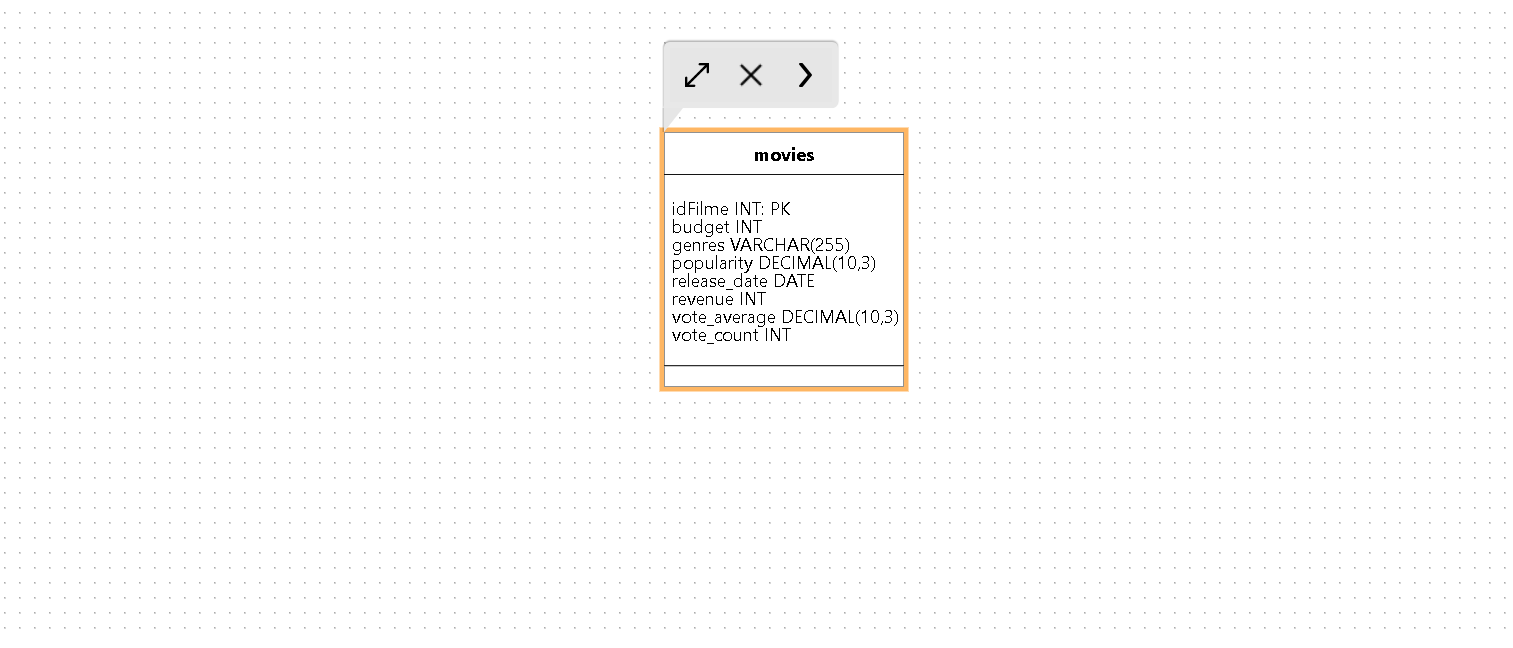 movies
idFilme INT: PK
budget INT
genres VARCHAR(255)
popularity DECIMAL(10,3)
release_date DATE
revenue INT
vote_average DECIMAL(10,3)
vote_count INT